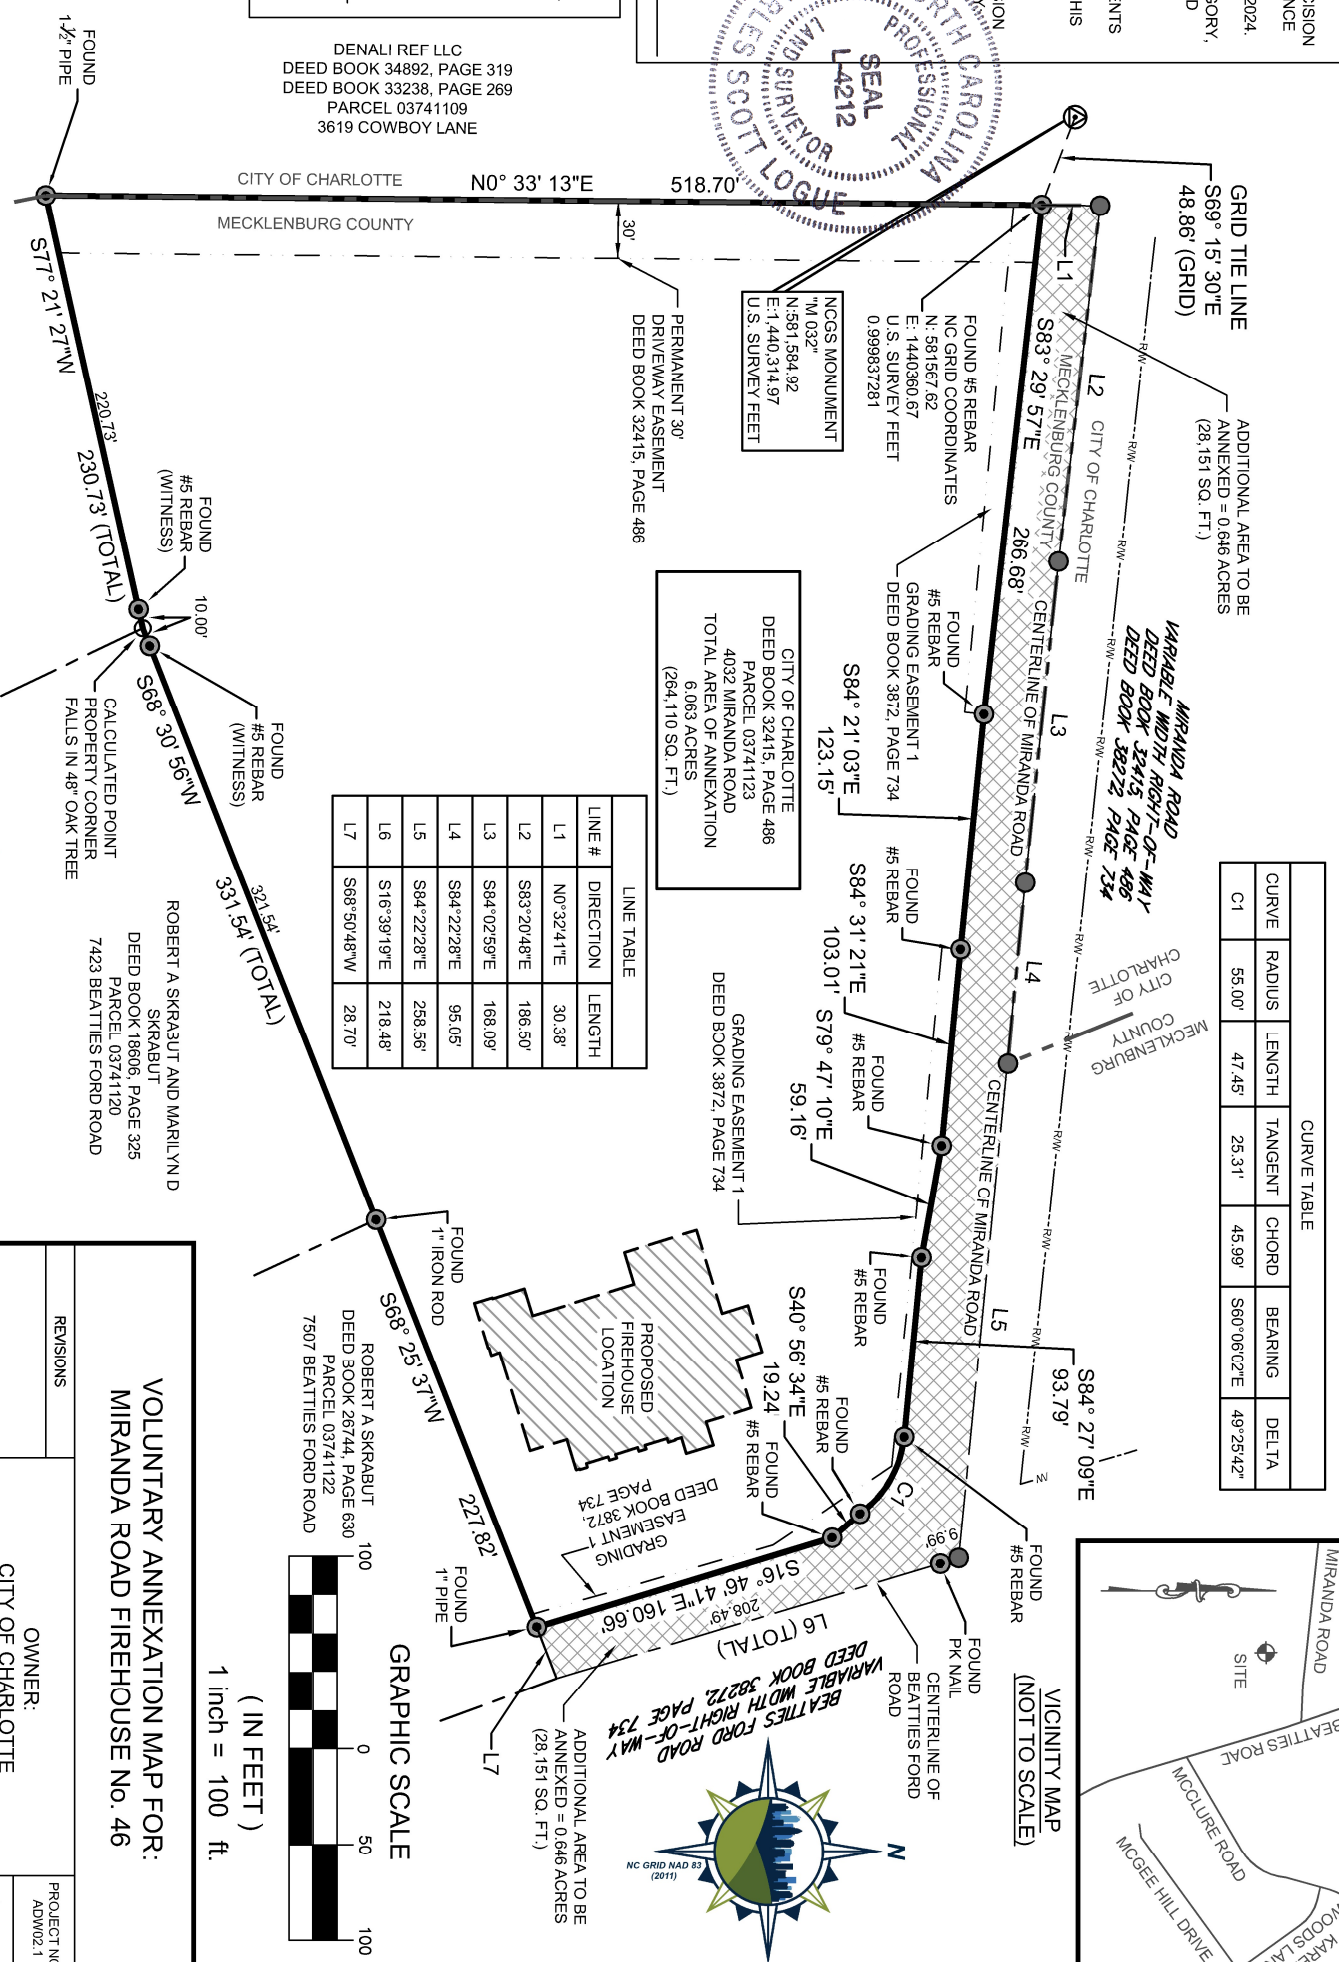 GRID TIE LINE
S69° 15' 30"E
48.86' (GRID)
ADDITIONAL AREA TO BE
ANNEXED = 0.646 ACRES
(28,151 SQ. FT.)
MIRANDA ROAD
VARIABLE WIDTH RIGHT-OF-WAY
DEED BOOK 32415, PAGE 486
DEED BOOK 38272, PAGE 734
CURVE TABLE
CURVE RADIUS LENGTH TANGENT CHORD BEARING DELTA
C1 55.00' 47.45' 25.31' 45.99' S60°06'02"E 49°25'42"
CITY OF
CHARLOTTE
MECKLENBURG
COUNTY
L1
L2
CITY OF CHARLOTTE
MECKLENBURG COUNTY
L3
L4
L5
CENTERLINE OF MIRANDA ROAD
CENTERLINE OF MIRANDA ROAD
R/W
R/W
R/W
R/W
R/W
R/W
R/W
R/W
R/W
S83° 29' 57"E
266.68'
S84° 21' 03"E
123.15'
S84° 31' 21"E
103.01'
S79° 47' 10"E
59.16'
S84° 27' 09"E
93.79'
S40° 56' 34"E
19.24'
FOUND #5 REBAR
NC GRID COORDINATES
N: 581567.62
E: 1440360.67
U.S. SURVEY FEET
0.999837281
NCGS MONUMENT
"M 032"
N:581,584.92
E:1,440,314.97
U.S. SURVEY FEET
FOUND
#5 REBAR
FOUND
#5 REBAR
FOUND
#5 REBAR
FOUND
#5 REBAR
FOUND
#5 REBAR
FOUND
#5 REBAR
FOUND
#5 REBAR
GRADING EASEMENT 1
DEED BOOK 3872, PAGE 734
GRADING EASEMENT 1
DEED BOOK 3872, PAGE 734
GRADING
EASEMENT 1
DEED BOOK 3872,
PAGE 734
PERMANENT 30'
DRIVEWAY EASEMENT
DEED BOOK 32415, PAGE 486
30'
CITY OF CHARLOTTE
DEED BOOK 32415, PAGE 486
PARCEL 03741123
4032 MIRANDA ROAD
TOTAL AREA OF ANNEXATION
6.063 ACRES
(264,110 SQ. FT.)
LINE TABLE
LINE # DIRECTION LENGTH
L1 N0°32'41"E 30.38'
L2 S83°20'48"E 186.50'
L3 S84°02'59"E 168.09'
L4 S84°22'28"E 95.05'
L5 S84°22'28"E 258.56'
L6 S16°39'19"E 218.48'
L7 S68°50'48"W 28.70'
PROPOSED
FIREHOUSE
LOCATION
CITY OF CHARLOTTE
MECKLENBURG COUNTY
N0° 33' 13"E
518.70'
DENALI REF LLC
DEED BOOK 34892, PAGE 319
DEED BOOK 33238, PAGE 269
PARCEL 03741109
3619 COWBOY LANE
FOUND
1-1/2" PIPE
S77° 21' 27"W
220.73'
230.73' (TOTAL)
FOUND
#5 REBAR
(WITNESS)
10.00'
FOUND
#5 REBAR
(WITNESS)
CALCULATED POINT
PROPERTY CORNER
FALLS IN 48" OAK TREE
S68° 30' 56"W
321.54'
331.54' (TOTAL)
ROBERT A SKRABUT AND MARILYN D
SKRABUT
DEED BOOK 18606, PAGE 325
PARCEL 03741120
7423 BEATTIES FORD ROAD
FOUND
1" IRON ROD
S68° 25' 37"W
227.82'
ROBERT A SKRABUT
DEED BOOK 26744, PAGE 630
PARCEL 03741122
7507 BEATTIES FORD ROAD
FOUND
1" PIPE
C1
9.99'
FOUND
PK NAIL
CENTERLINE OF
BEATTIES FORD
ROAD
S16° 46' 41"E 160.66'
208.49'
L6 (TOTAL)
L7
BEATTIES FORD ROAD
VARIABLE WIDTH RIGHT-OF-WAY
DEED BOOK 38272, PAGE 734
ADDITIONAL AREA TO BE
ANNEXED = 0.646 ACRES
(28,151 SQ. FT.)
N
NC GRID NAD 83
(2011)
VICINITY MAP
(NOT TO SCALE)
MIRANDA ROAD
SITE
MCCLURE ROAD
MCGEE HILL DRIVE
GRAPHIC SCALE
100 0 50 100
( IN FEET )
1 inch = 100 ft.
VOLUNTARY ANNEXATION MAP FOR:
MIRANDA ROAD FIREHOUSE No. 46
REVISIONS
OWNER:
CITY OF CHARLOTTE
ADW02.1
SEAL
L-4212
PROFESSIONAL
LAND SURVEYOR
NORTH CAROLINA
SCOTT LOGUE
2024.